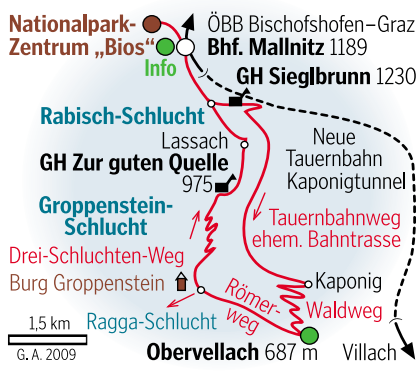 Nationalpark-
Zentrum „Bios“
Info
ÖBB Bischofshofen–Graz
Bhf. Mallnitz 1189
GH Sieglbrunn 1230
Rabisch-Schlucht
Lassach
GH Zur guten Quelle
975
Neue
Tauernbahn
Kaponigtunnel
Groppenstein-
Schlucht
Tauernbahnweg
ehem. Bahntrasse
Drei-Schluchten-Weg
Burg Groppenstein
Römer-
weg
Kaponig
Waldweg
Ragga-Schlucht
1,5 km
G. A. 2009
Obervellach 687 m
Villach